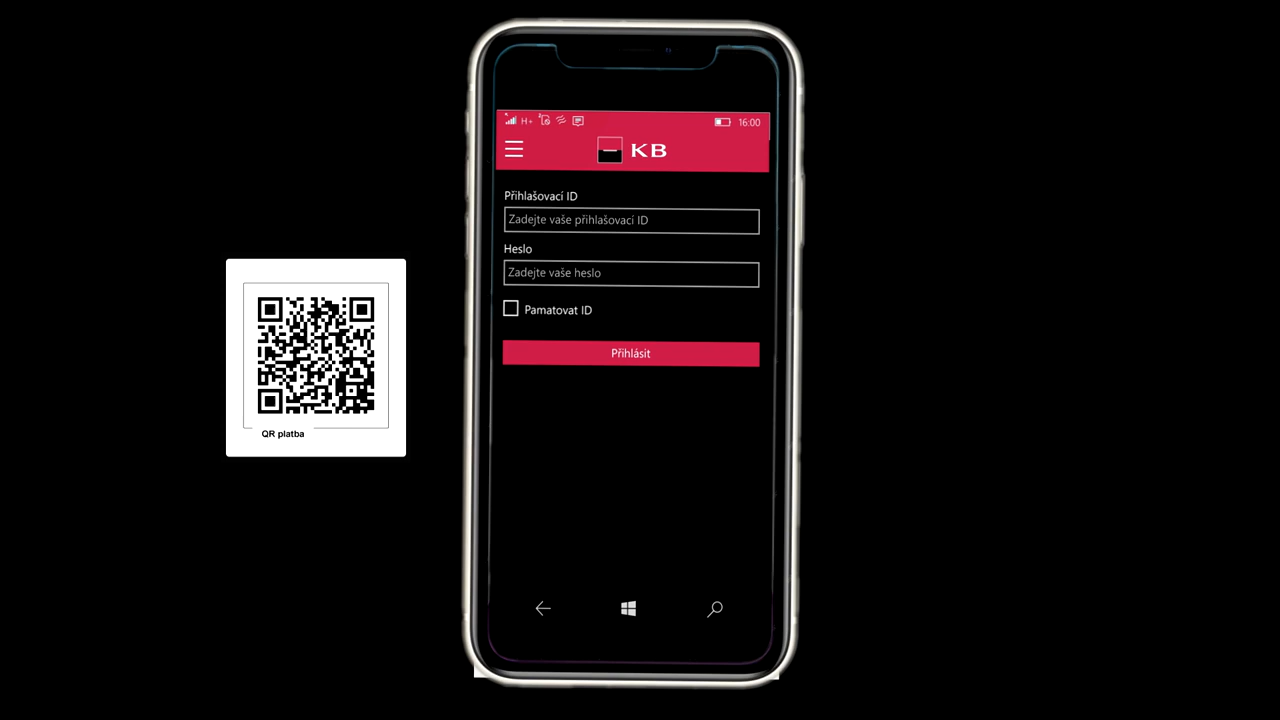 H+ 16:00
KB
Přihlašovací ID
Zadejte vaše přihlašovací ID
Heslo
Zadejte vaše heslo
Pamatovat ID
Přihlásit
QR platba